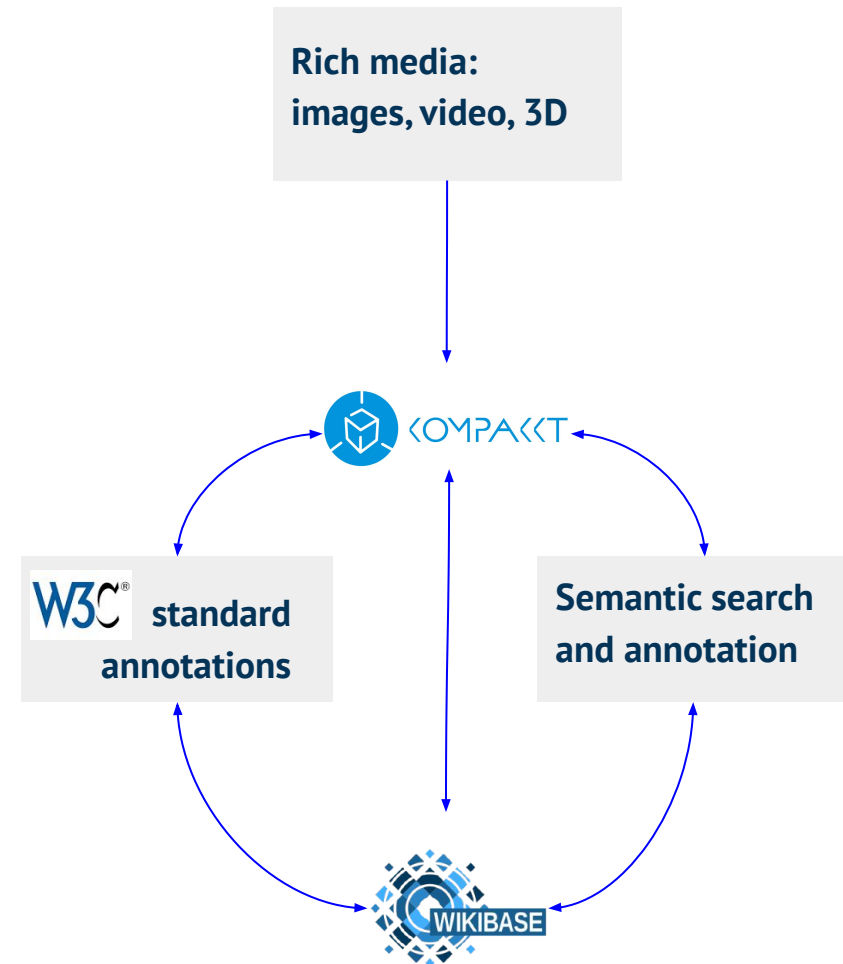 Rich media:
images, video, 3D
KOMPAKKT
W3C® standard
annotations
Semantic search
and annotation
WIKIBASE